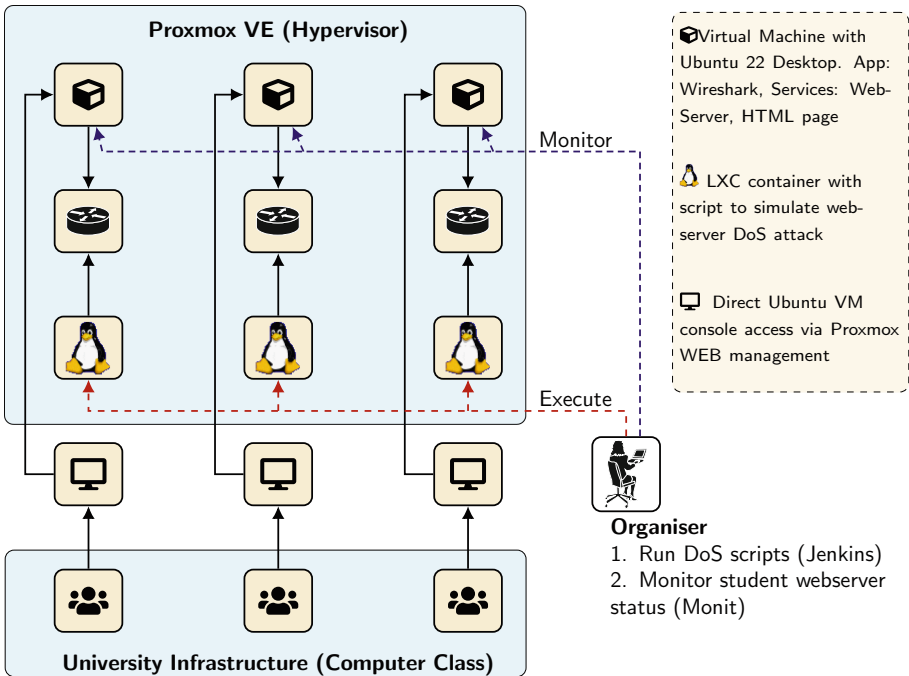 Proxmox VE (Hypervisor)
Virtual Machine with
Ubuntu 22 Desktop. App:
Wireshark, Services: Web-
Server, HTML page
LXC container with
script to simulate web-
server DoS attack
Direct Ubuntu VM
console access via Proxmox
WEB management
Monitor
Execute
Organiser
1. Run DoS scripts (Jenkins)
2. Monitor student webserver
status (Monit)
University Infrastructure (Computer Class)